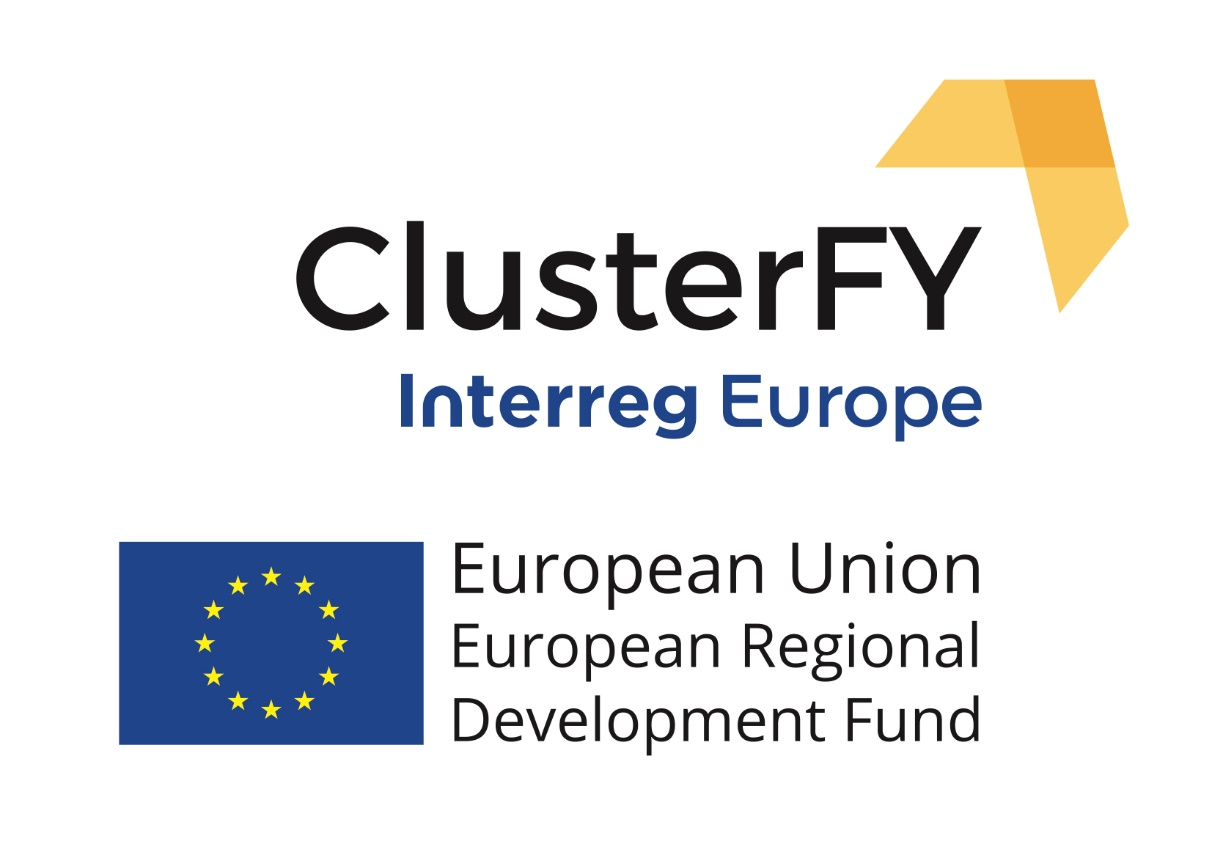 ClusterFY
Interreg Europe
European Union
European Regional
Development Fund